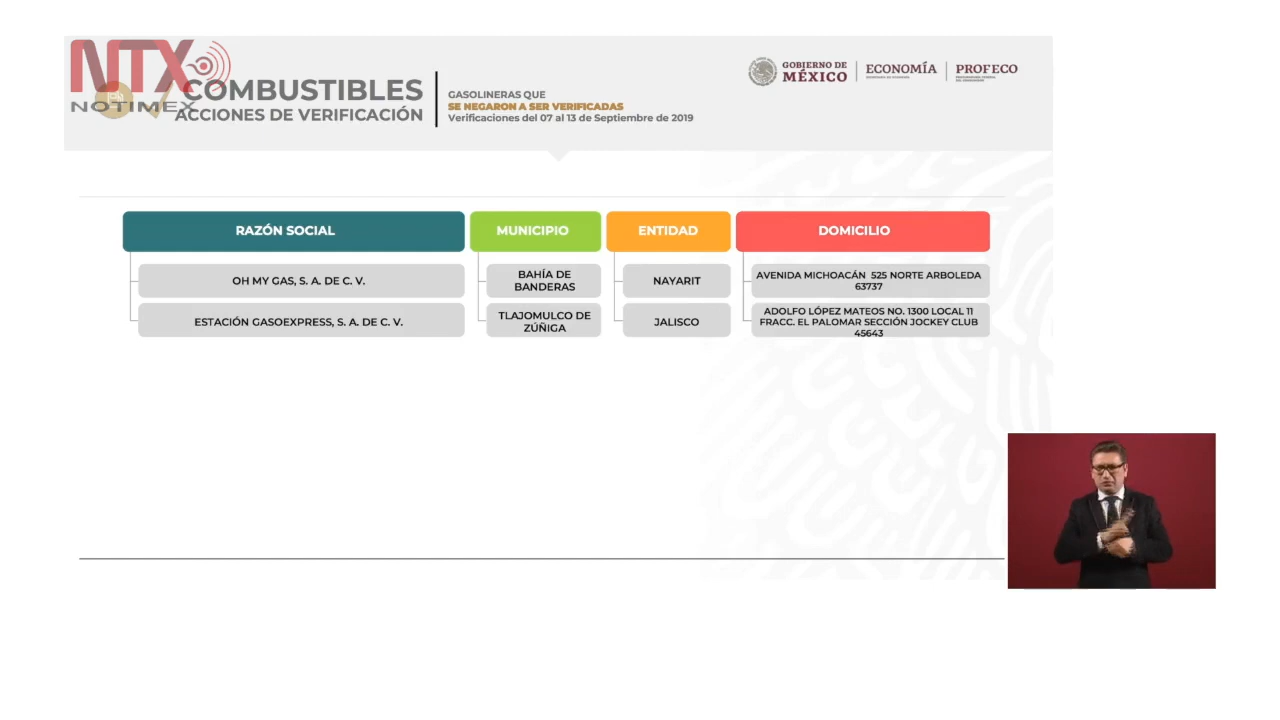 NTX
NOTIMEX
COMBUSTIBLES
ACCIONES DE VERIFICACIÓN
GASOLINERAS QUE
SE NEGARON A SER VERIFICADAS
Verificaciones del 07 al 13 de Septiembre de 2019
GOBIERNO DE
MÉXICO
ECONOMÍA
PROFECO
RAZÓN SOCIAL
MUNICIPIO
ENTIDAD
DOMICILIO
OH MY GAS, S. A. DE C. V.
BAHÍA DE
BANDERAS
NAYARIT
AVENIDA MICHOACÁN 525 NORTE ARBOLEDA
63737
ESTACIÓN GASOEXPRESS, S. A. DE C. V.
TLAJOMULCO DE
ZÚÑIGA
JALISCO
ADOLFO LÓPEZ MATEOS NO. 1300 LOCAL 11
FRACC. EL PALOMAR SECCIÓN JOCKEY CLUB
45643